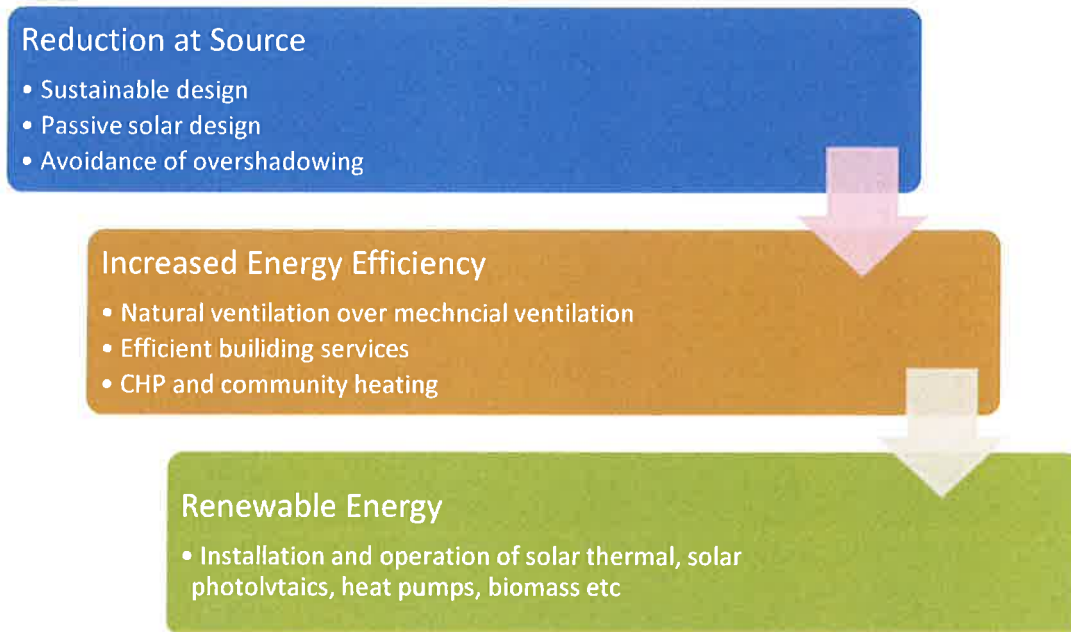 Reduction at Source
• Sustainable design
• Passive solar design
• Avoidance of overshadowing
Increased Energy Efficiency
• Natural ventilation over mechncial ventilation
• Efficient builiding services
• CHP and community heating
Renewable Energy
• Installation and operation of solar thermal, solar
photolvtaics, heat pumps, biomass etc